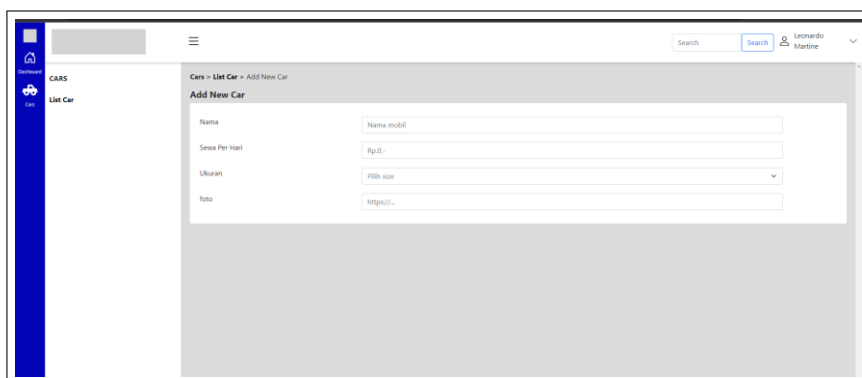 Search
Search
Leonardo
Martine
Dashboard
Cars
CARS
List Car
Cars > List Car > Add New Car
Add New Car
Nama
Nama mobil
Sewa Per Hari
Rp.0,-
Ukuran
Pilih size
foto
https://...